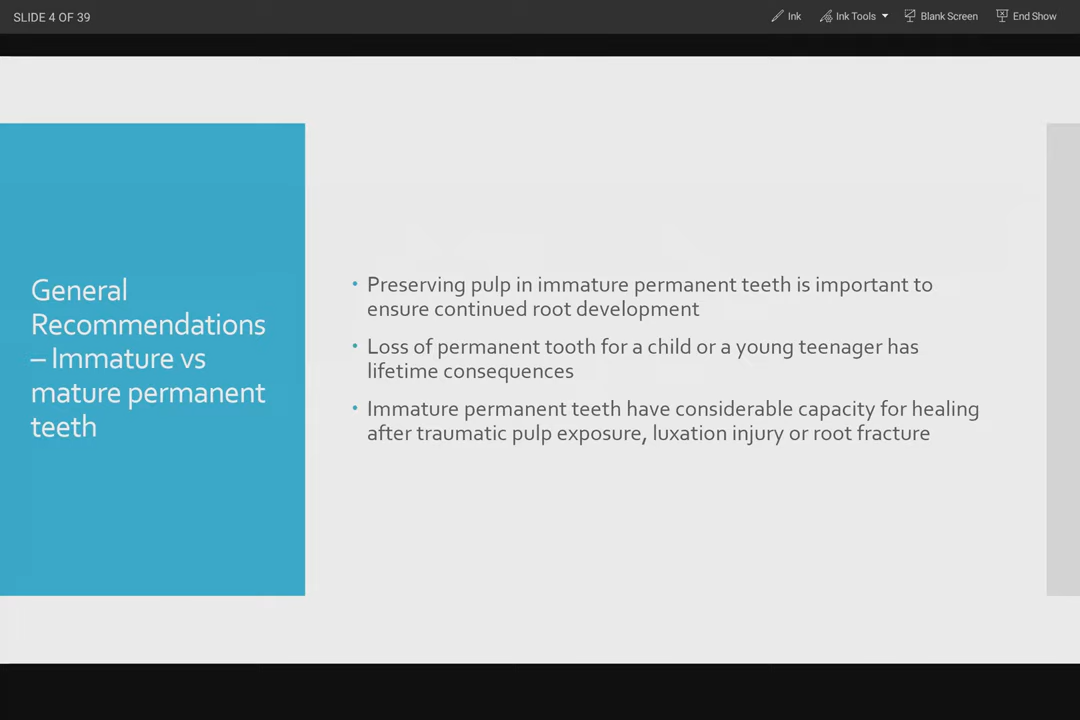 SLIDE 4 OF 39
Ink
Ink Tools
Blank Screen
End Show
General
Recommendations
– Immature vs
mature permanent
teeth
• Preserving pulp in immature permanent teeth is important to
ensure continued root development
• Loss of permanent tooth for a child or a young teenager has
lifetime consequences
• Immature permanent teeth have considerable capacity for healing
after traumatic pulp exposure, luxation injury or root fracture